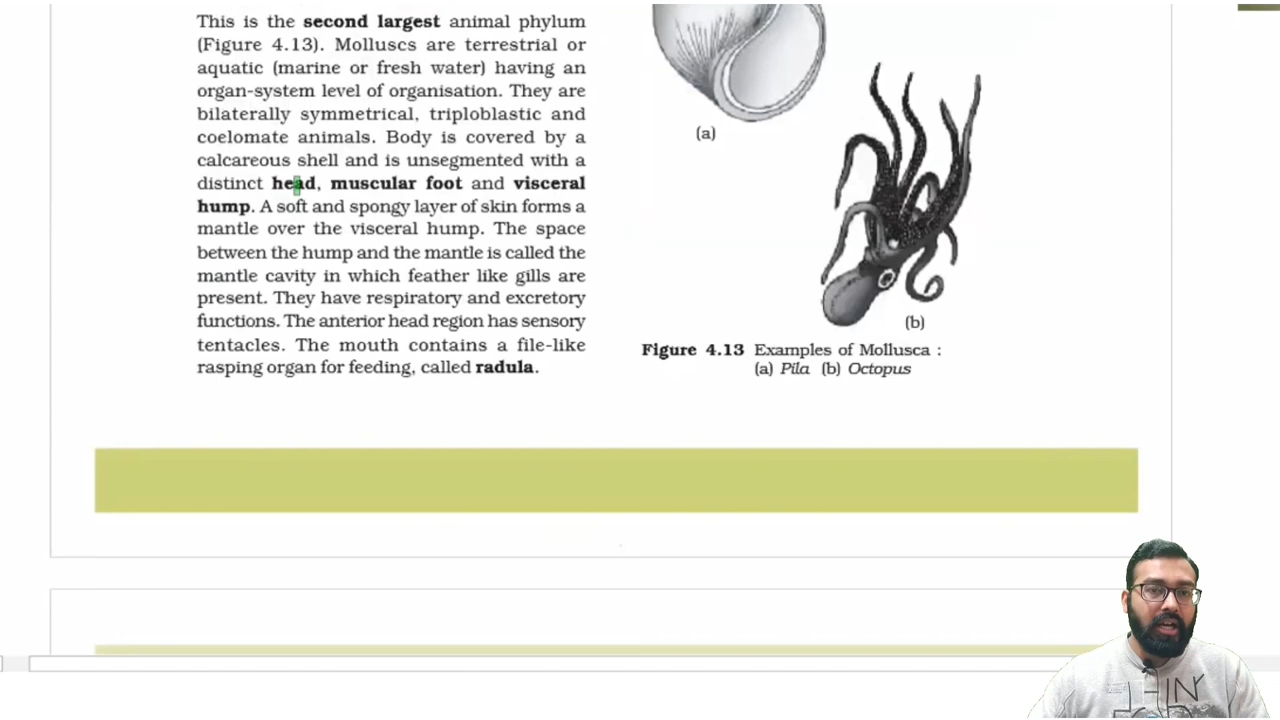 This is the second largest animal phylum
(Figure 4.13). Molluscs are terrestrial or
aquatic (marine or fresh water) having an
organ-system level of organisation. They are
bilaterally symmetrical, triploblastic and
coelomate animals. Body is covered by a
calcareous shell and is unsegmented with a
distinct head, muscular foot and visceral
hump. A soft and spongy layer of skin forms a
mantle over the visceral hump. The space
between the hump and the mantle is called the
mantle cavity in which feather like gills are
present. They have respiratory and excretory
functions. The anterior head region has sensory
tentacles. The mouth contains a file-like
rasping organ for feeding, called radula.
(a)
(b)
Figure 4.13 Examples of Mollusca :
(a) Pila (b) Octopus